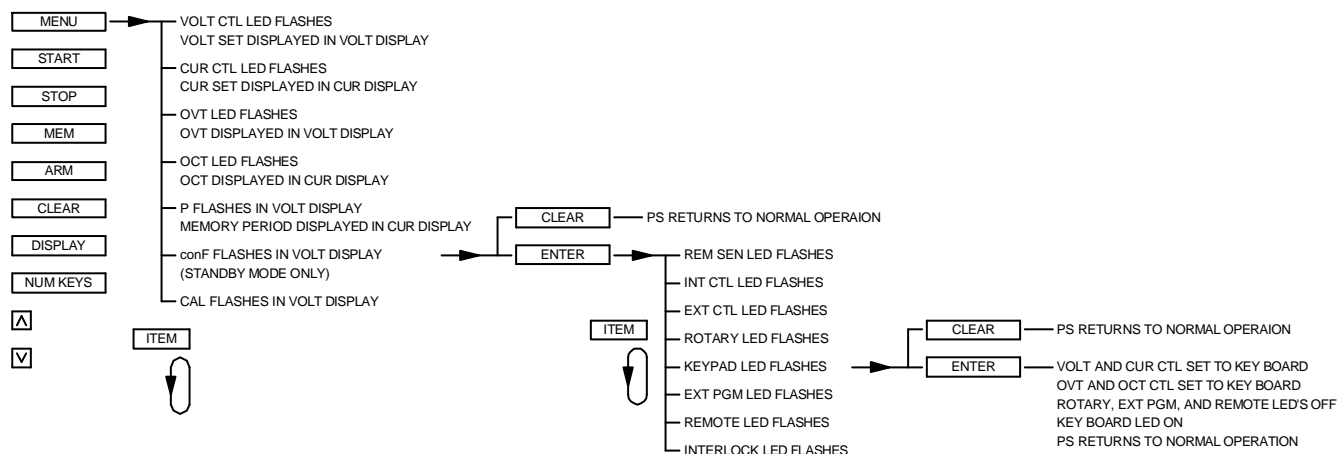 MENU
START
STOP
MEM
ARM
CLEAR
DISPLAY
NUM KEYS
VOLT CTL LED FLASHES
VOLT SET DISPLAYED IN VOLT DISPLAY
CUR CTL LED FLASHES
CUR SET DISPLAYED IN CUR DISPLAY
OVT LED FLASHES
OVT DISPLAYED IN VOLT DISPLAY
OCT LED FLASHES
OCT DISPLAYED IN CUR DISPLAY
P FLASHES IN VOLT DISPLAY
MEMORY PERIOD DISPLAYED IN CUR DISPLAY
conF FLASHES IN VOLT DISPLAY
(STANDBY MODE ONLY)
CAL FLASHES IN VOLT DISPLAY
ITEM
CLEAR
PS RETURNS TO NORMAL OPERAION
ENTER
REM SEN LED FLASHES
INT CTL LED FLASHES
EXT CTL LED FLASHES
ROTARY LED FLASHES
KEYPAD LED FLASHES
EXT PGM LED FLASHES
REMOTE LED FLASHES
INTERLOCK LED FLASHES
ITEM
CLEAR
PS RETURNS TO NORMAL OPERAION
ENTER
VOLT AND CUR CTL SET TO KEY BOARD
OVT AND OCT CTL SET TO KEY BOARD
ROTARY, EXT PGM, AND REMOTE LED'S OFF
KEY BOARD LED ON
PS RETURNS TO NORMAL OPERATION